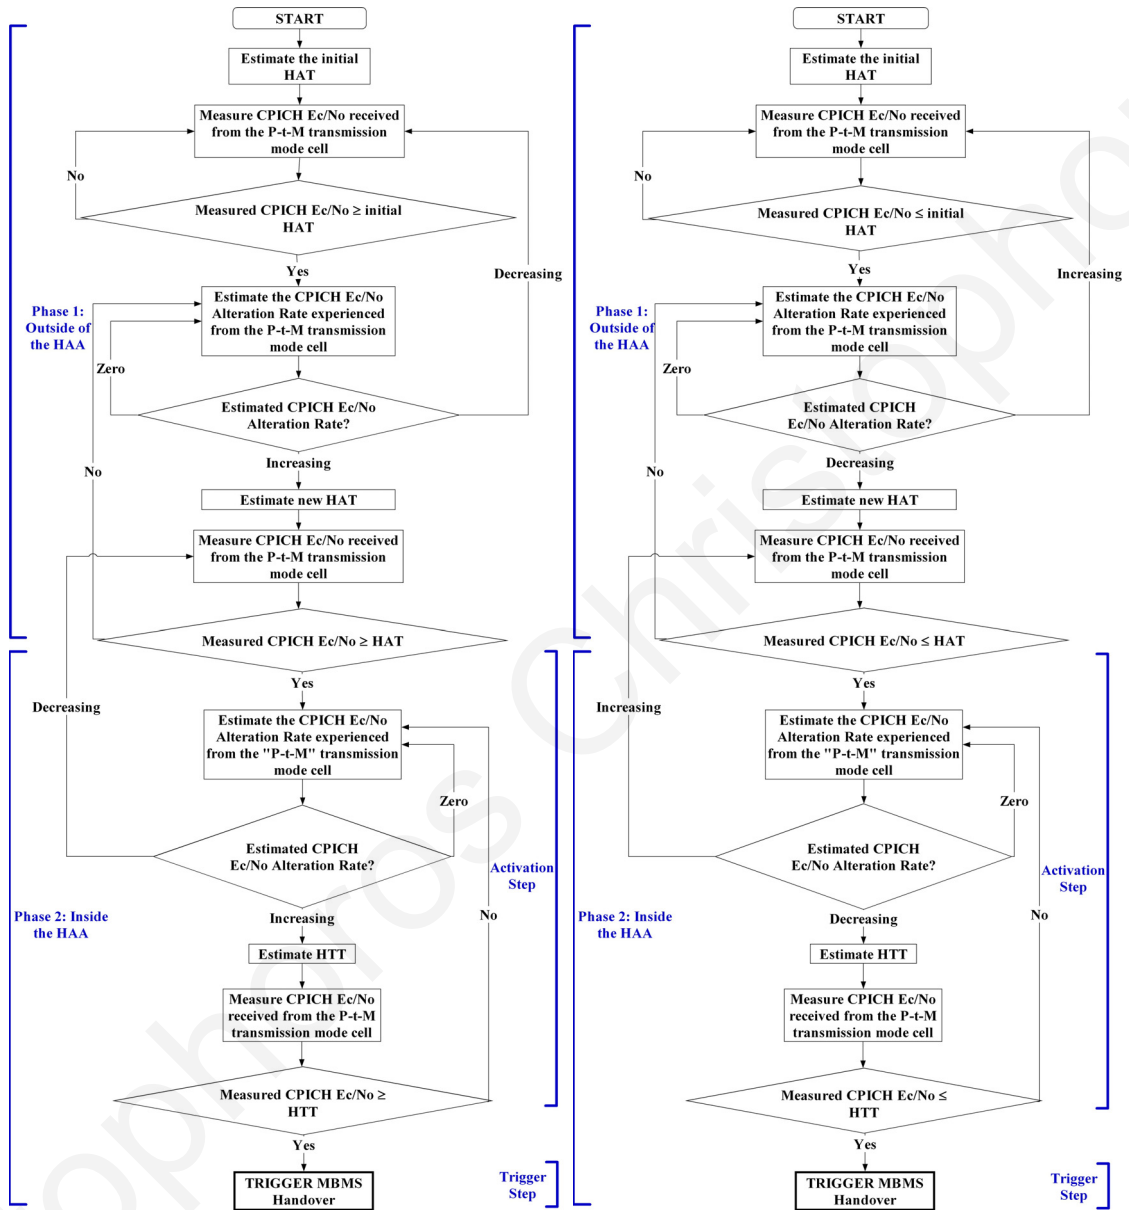 START
Estimate the initial
HAT
Measure CPICH Ec/No received
from the P-t-M transmission
mode cell
No
Measured CPICH Ec/No ≥ initial
HAT
Yes
Decreasing
Estimate the CPICH Ec/No
Alteration Rate experienced
from the P-t-M transmission
mode cell
Phase 1:
Outside of
the HAA
Zero
Estimated CPICH Ec/No
Alteration Rate?
Increasing
No
Estimate new HAT
Measure CPICH Ec/No received
from the P-t-M transmission
mode cell
Measured CPICH Ec/No ≥ HAT
Yes
Decreasing
Estimate the CPICH Ec/No
Alteration Rate experienced
from the "P-t-M" transmission
mode cell
Zero
Estimated CPICH
Ec/No Alteration Rate?
Activation
Step
Phase 2: Inside
the HAA
Increasing
No
Estimate HTT
Measure CPICH Ec/No
received from the P-t-M
transmission mode cell
Measured CPICH Ec/No ≥
HTT
Yes
TRIGGER MBMS
Handover
Trigger
Step
START
Estimate the initial
HAT
Measure CPICH Ec/No received
from the P-t-M transmission
mode cell
No
Measured CPICH Ec/No ≤ initial
HAT
Yes
Increasing
Estimate the CPICH Ec/No
Alteration Rate experienced
from the P-t-M transmission
mode cell
Phase 1:
Outside of
the HAA
Zero
Estimated CPICH
Ec/No Alteration Rate?
Decreasing
No
Estimate new HAT
Measure CPICH Ec/No received
from the P-t-M transmission
mode cell
Measured CPICH Ec/No ≤ HAT
Yes
Increasing
Estimate the CPICH Ec/No
Alteration Rate experienced
from the "P-t-M" transmission
mode cell
Zero
Estimated CPICH
Ec/No Alteration Rate?
Activation
Step
Phase 2: Inside
the HAA
Decreasing
No
Estimate HTT
Measure CPICH Ec/No
received from the P-t-M
transmission mode cell
Measured CPICH Ec/No ≤
HTT
Yes
TRIGGER MBMS
Handover
Trigger
Step